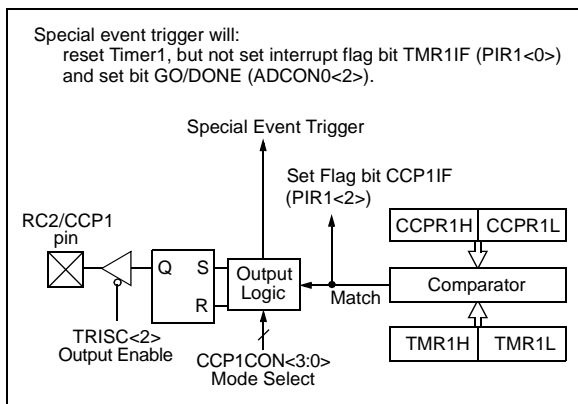 Special event trigger will:
reset Timer1, but not set interrupt flag bit TMR1IF (PIR1<0>)
and set bit GO/DONE (ADCON0<2>).
Special Event Trigger
Set Flag bit CCP1IF
(PIR1<2>)
RC2/CCP1
pin
CCPR1H CCPR1L
Q S
R
Output
Logic
Match
Comparator
TRISC<2>
Output Enable
CCP1CON<3:0>
Mode Select
TMR1H TMR1L